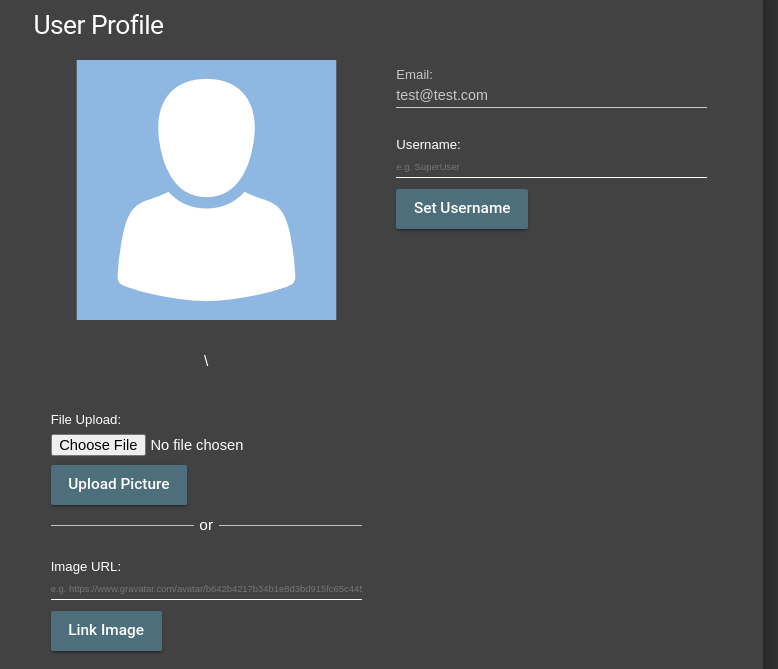 User Profile
Email:
test@test.com
Username:
e.g. SuperUser
Set Username
\
File Upload:
Choose File No file chosen
Upload Picture
or
Image URL:
e.g. https://www.gravatar.com/avatar/b642b4217b34b1e8d3bd915fc65c445
Link Image